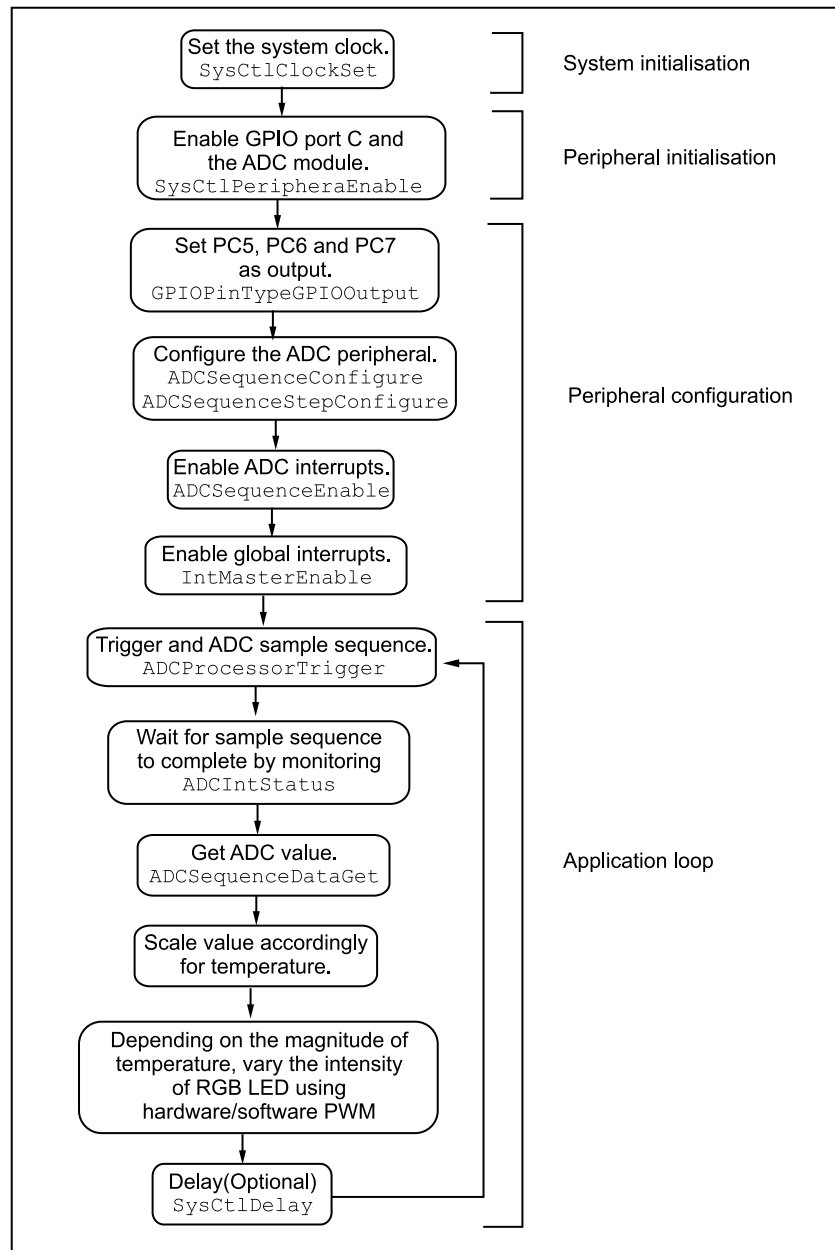 Set the system clock.
SysCtlClockSet
System initialisation
Enable GPIO port C and
the ADC module.
SysCtlPeripheraEnable
Peripheral initialisation
Set PC5, PC6 and PC7
as output.
GPIOPinTypeGPIOOutput
Configure the ADC peripheral.
ADCSequenceConfigure
ADCSequenceStepConfigure
Peripheral configuration
Enable ADC interrupts.
ADCSequenceEnable
Enable global interrupts.
IntMasterEnable
Trigger and ADC sample sequence.
ADCProcessorTrigger
Wait for sample sequence
to complete by monitoring
ADCIntStatus
Get ADC value.
ADCSequenceDataGet
Application loop
Scale value accordingly
for temperature.
Depending on the magnitude of
temperature, vary the intensity
of RGB LED using
hardware/software PWM
Delay(Optional)
SysCtlDelay